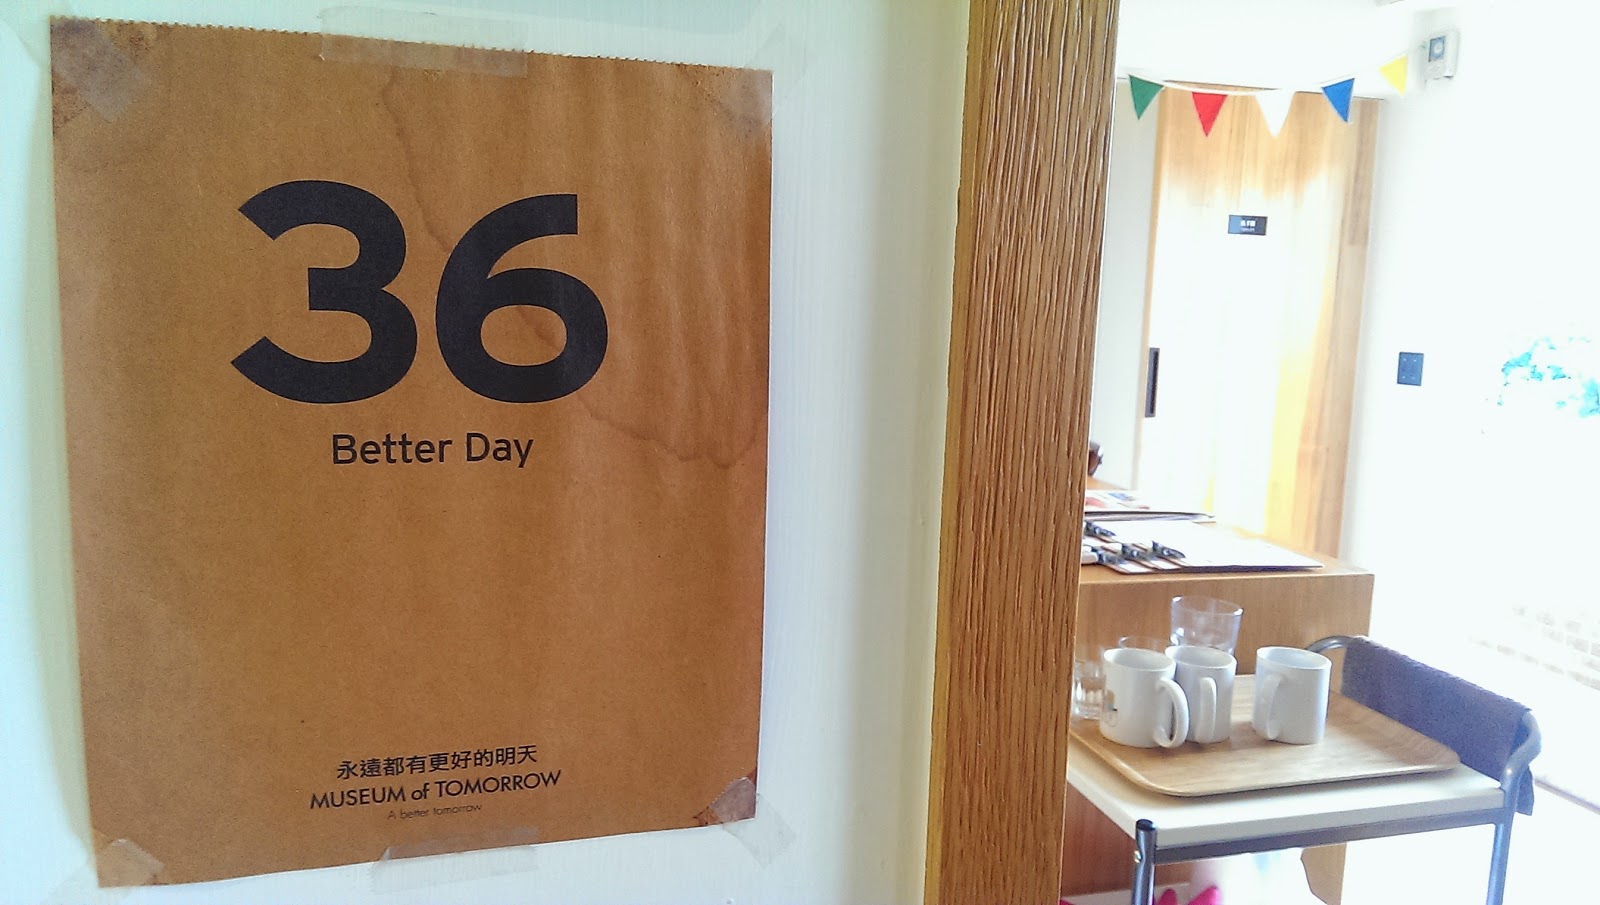 36
Better Day
永遠都有更好的明天
MUSEUM of TOMORROW
A better tomorrow